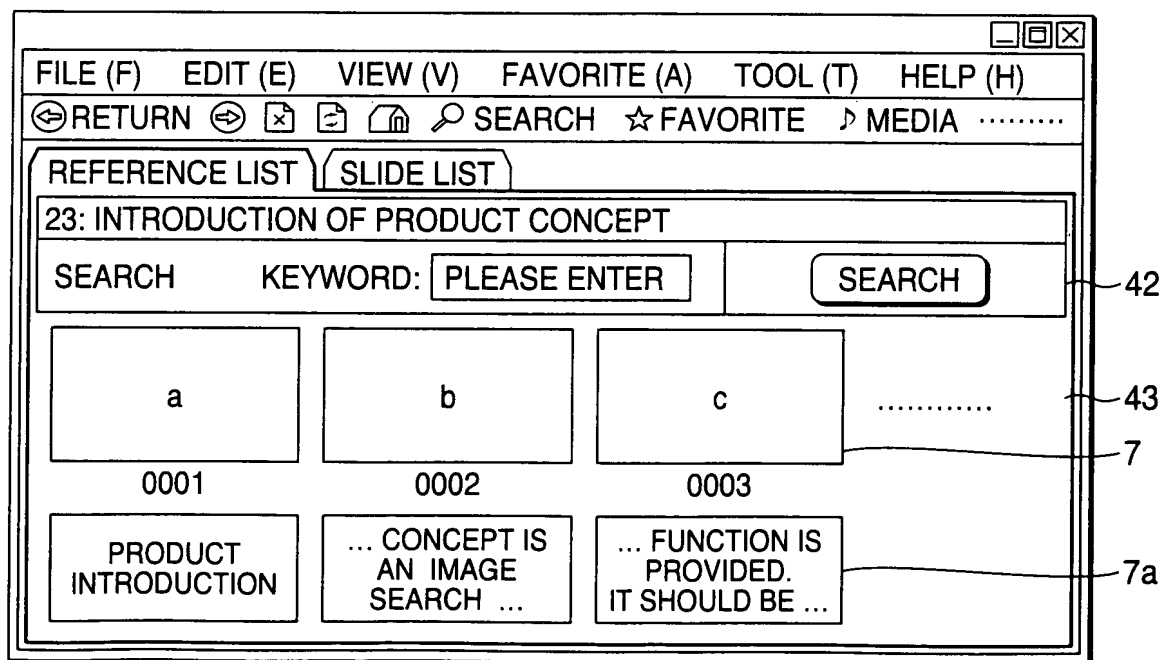 FILE (F) EDIT (E) VIEW (V) FAVORITE (A) TOOL (T) HELP (H)
RETURN SEARCH FAVORITE MEDIA .........
REFERENCE LIST SLIDE LIST
23: INTRODUCTION OF PRODUCT CONCEPT
SEARCH KEYWORD: PLEASE ENTER SEARCH 42
a b c ............ 43
7
0001 0002 0003
PRODUCT
INTRODUCTION
... CONCEPT IS
AN IMAGE
SEARCH ...
... FUNCTION IS
PROVIDED.
IT SHOULD BE ...
7a